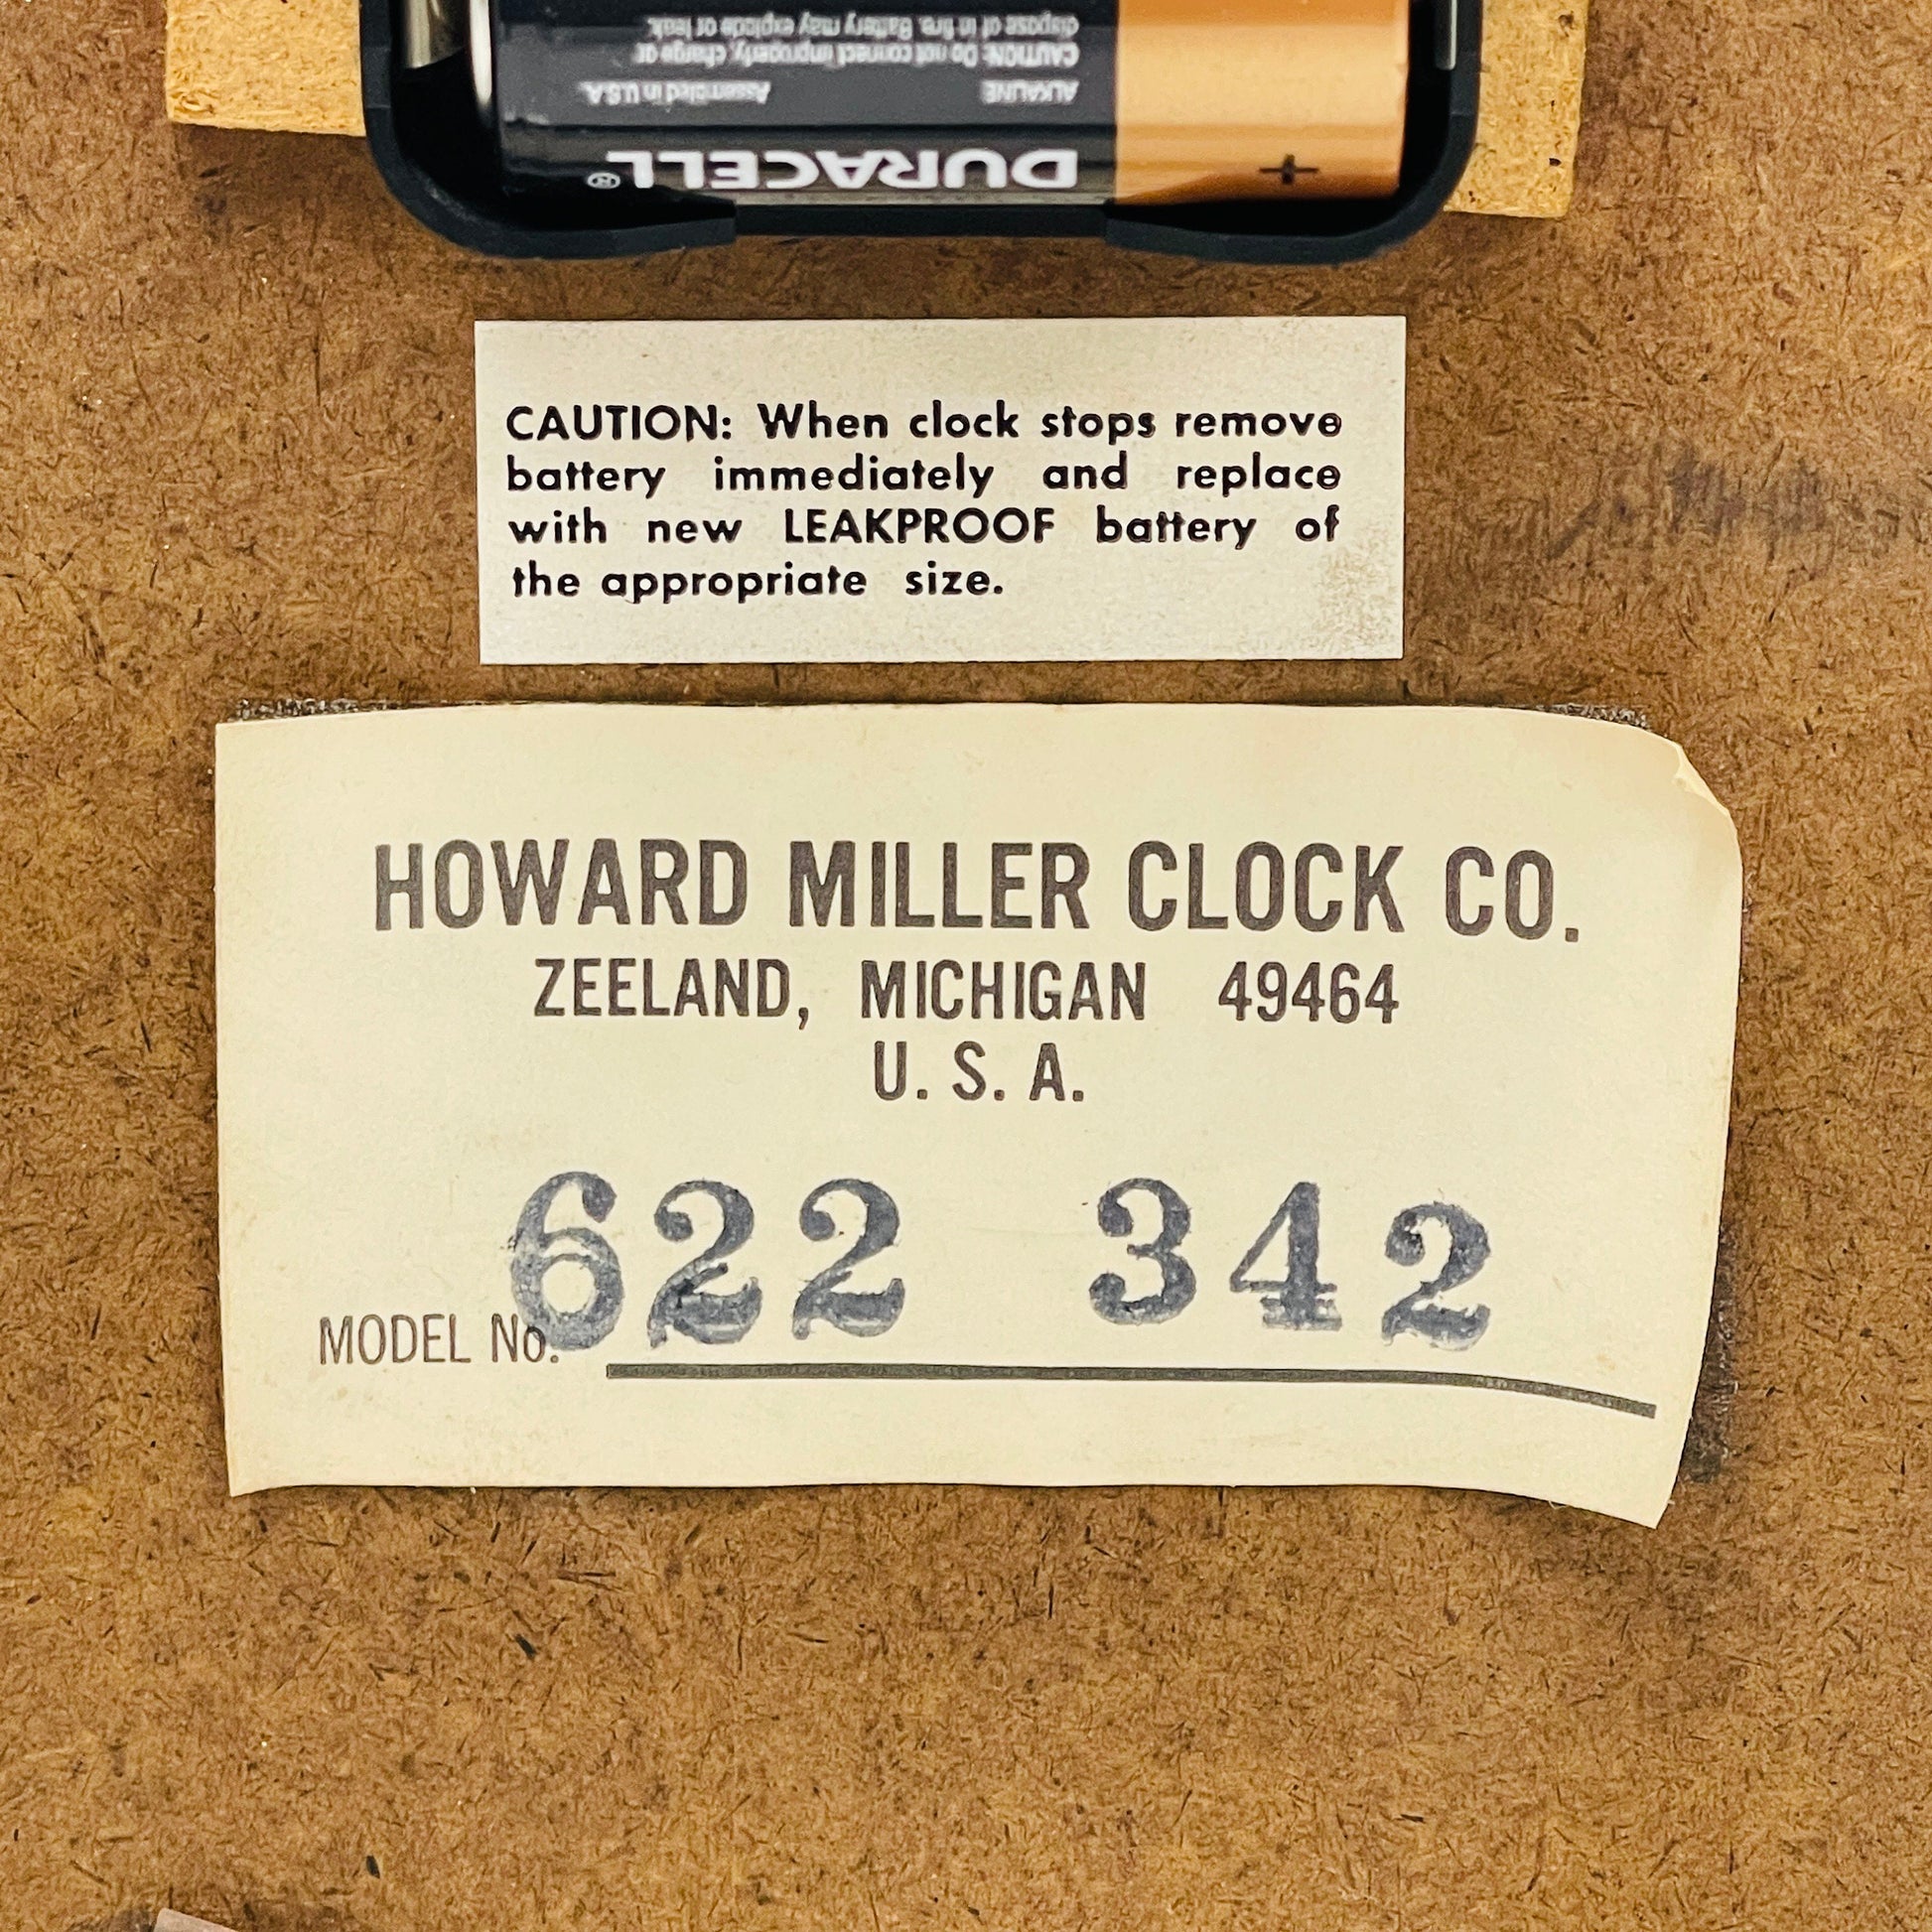 dispose of in fire. Battery may explode or leak.
CAUTION: Do not connect improperly, charge or
ALKALINE Assembled in U.S.A.
DURACELL®
+
CAUTION: When clock stops remove
battery immediately and replace
with new LEAKPROOF battery of
the appropriate size.
HOWARD MILLER CLOCK CO.
ZEELAND, MICHIGAN 49464
U. S. A.
MODEL No. 622 342